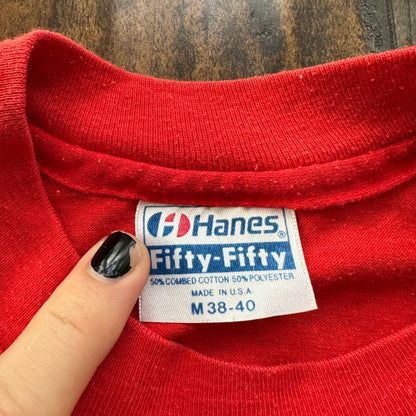 Hanes®
Fifty-Fifty
50% COMBED COTTON 50% POLYESTER
MADE IN U.S.A
M 38-40